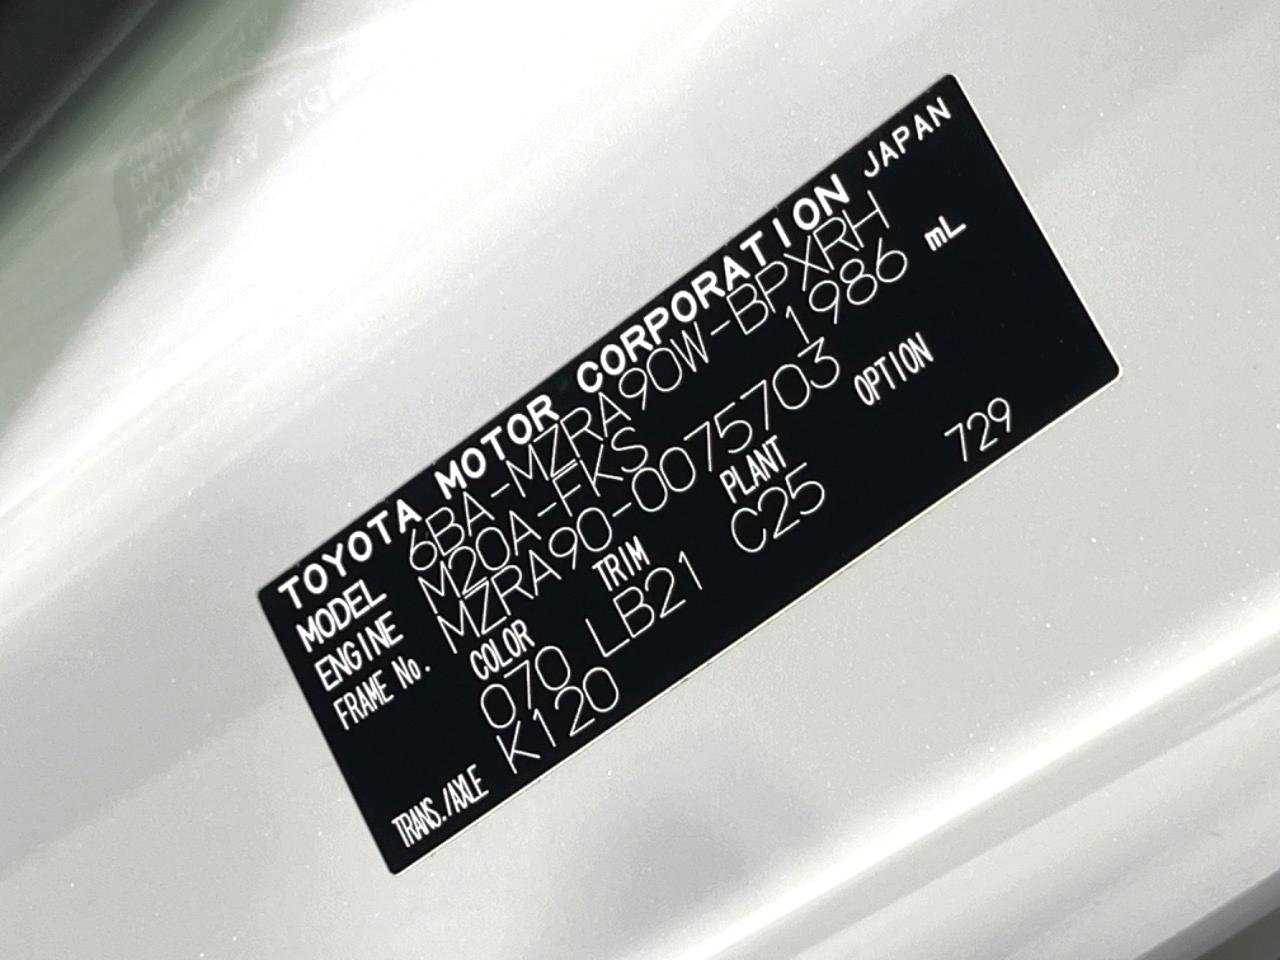 TOYOTA MOTOR CORPORATION JAPAN
MODEL 6BA-MZRA90W-BPXRH
ENGINE M20A-FKS 1986 mL
FRAME No. MZRA90-0075703
COLOR TRIM PLANT OPTION
070 LB21 C25 729
TRANS./AXLE K120